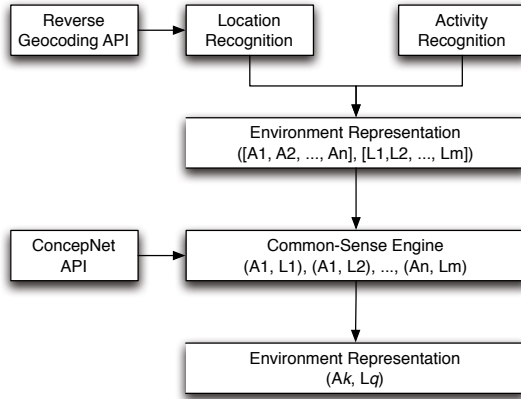 Reverse
Geocoding API
Location
Recognition
Activity
Recognition
Environment Representation
([A1, A2, ..., An], [L1,L2, ..., Lm])
ConcepNet
API
Common-Sense Engine
(A1, L1), (A1, L2), ..., (An, Lm)
Environment Representation
(Ak, Lq)